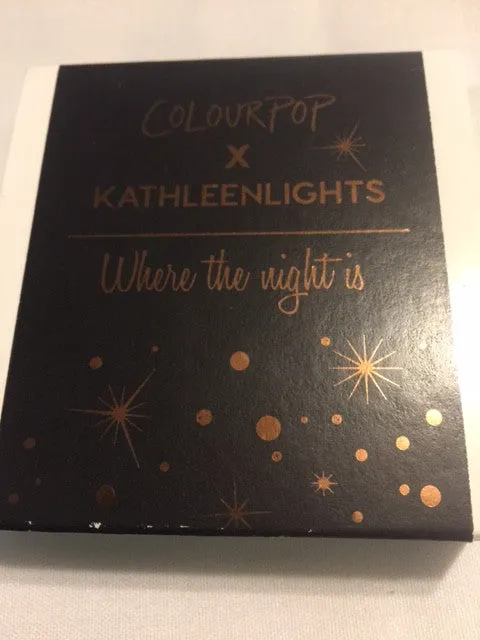 COLOURPOP
X
KATHLEENLIGHTS
Where the night is